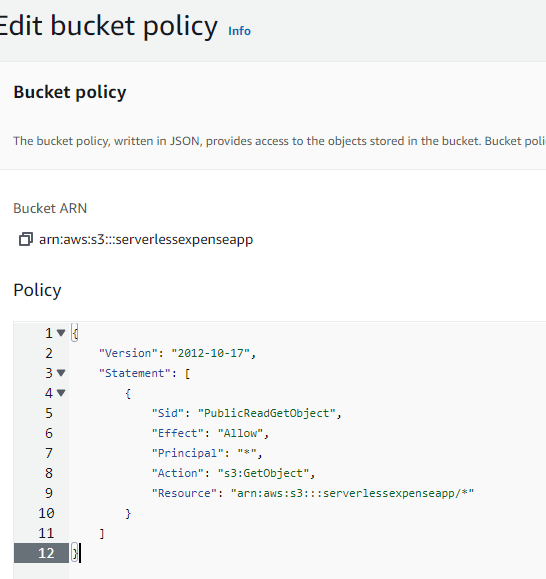 Edit bucket policy Info
Bucket policy
The bucket policy, written in JSON, provides access to the objects stored in the bucket. Bucket poli
Bucket ARN
arn:aws:s3:::serverlessexpenseapp
Policy
1 {
2 "Version": "2012-10-17",
3 "Statement": [
4 {
5 "Sid": "PublicReadGetObject",
6 "Effect": "Allow",
7 "Principal": "*",
8 "Action": "s3:GetObject",
9 "Resource": "arn:aws:s3:::serverlessexpenseapp/*"
10 }
11 ]
12 }